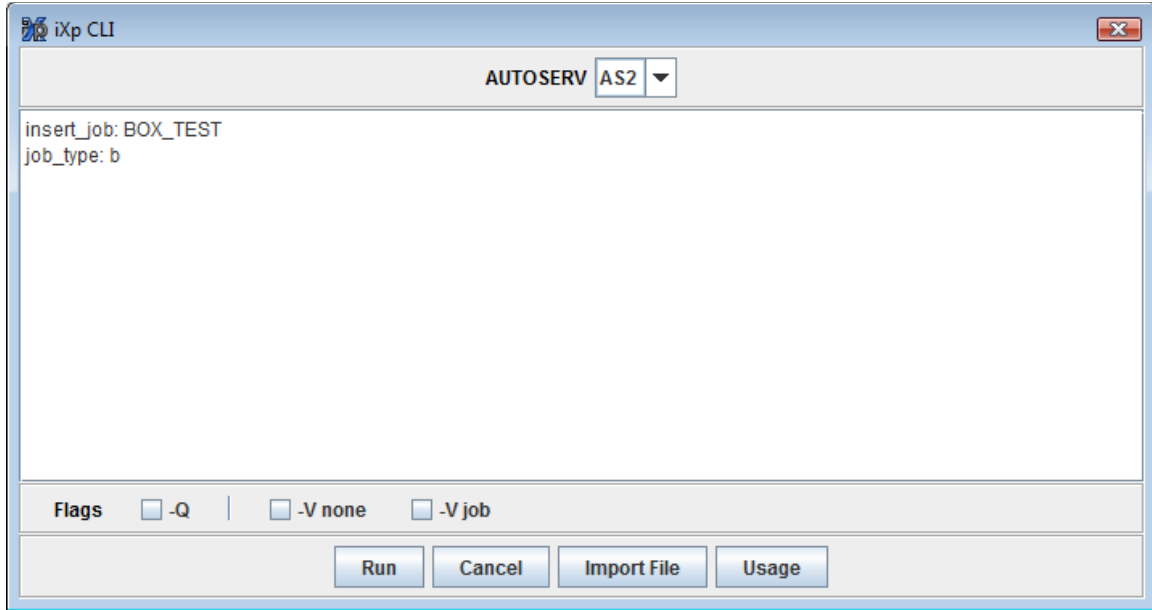 iXp CLI
AUTOSERV AS2
insert_job: BOX_TEST
job_type: b
Flags -Q -V none -V job
Run Cancel Import File Usage